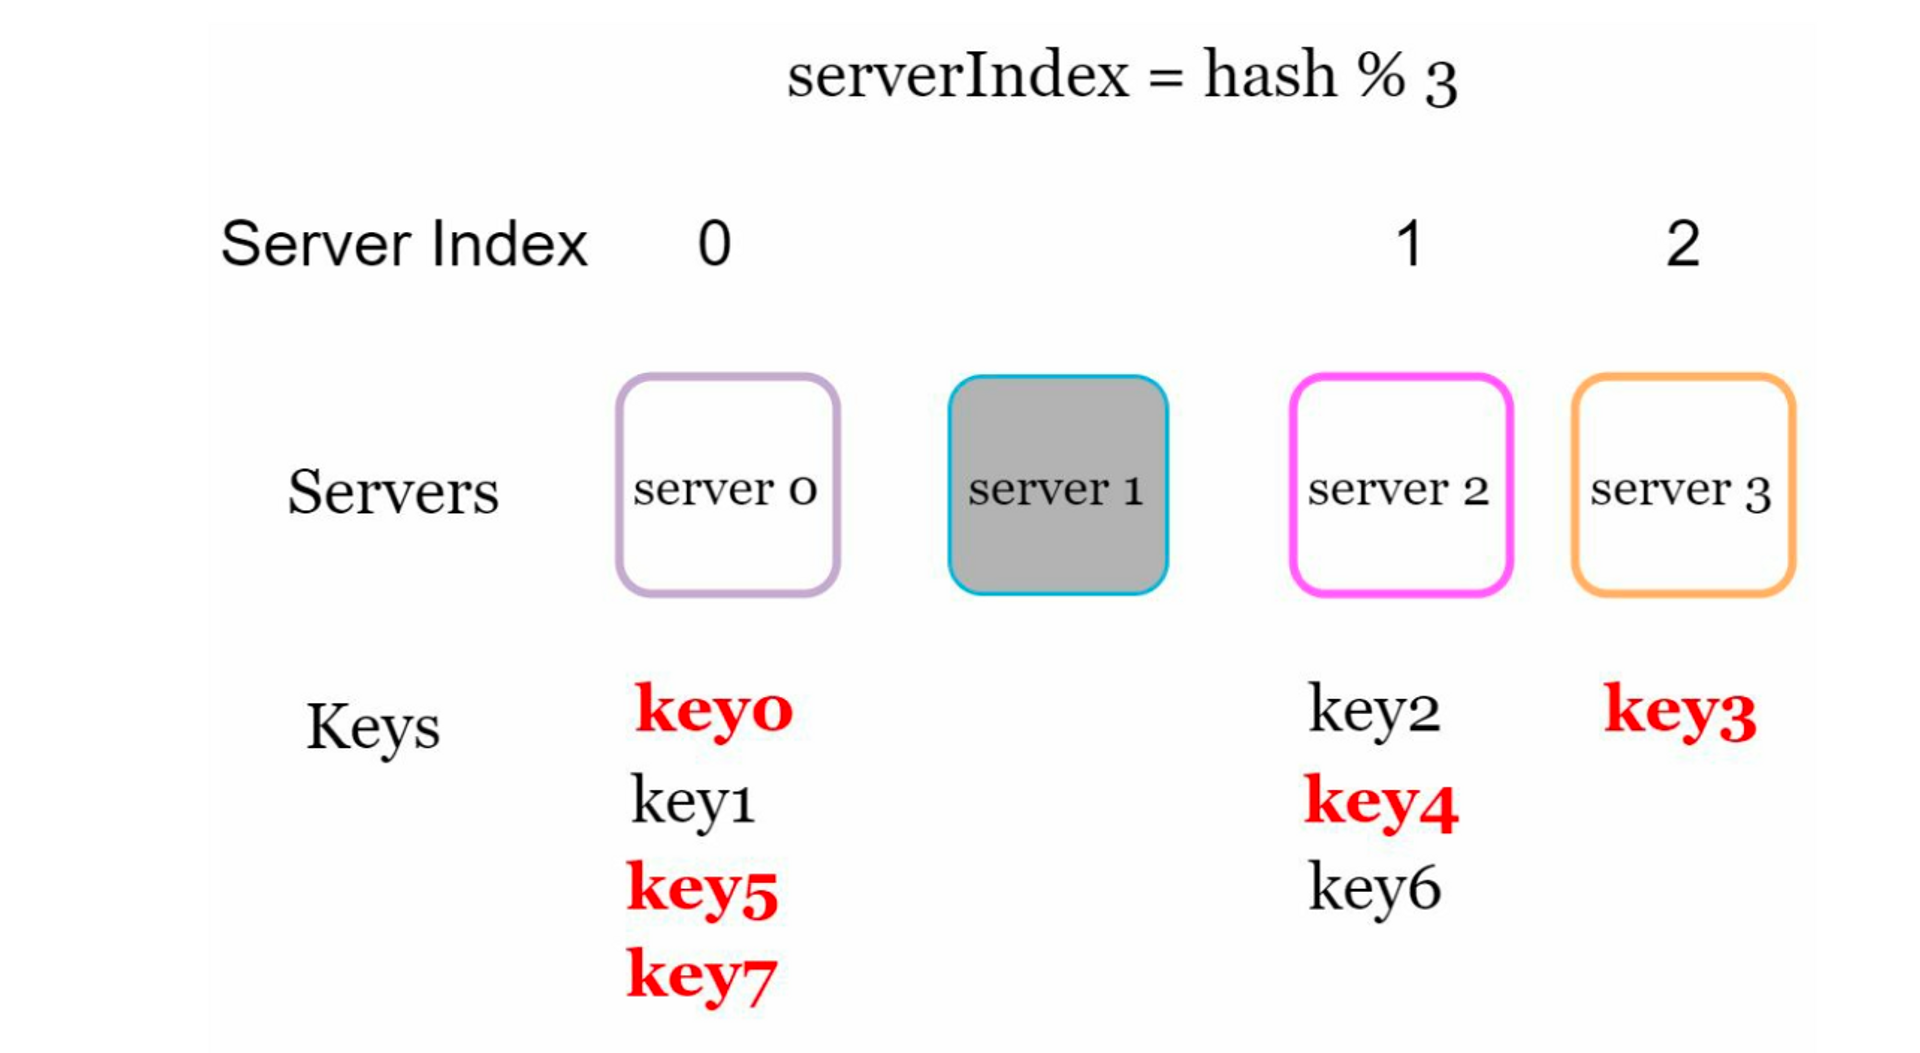 serverIndex = hash % 3
Server Index 0 1 2
Servers server 0 server 1 server 2 server 3
Keys key0 key2 key3
key1 key4
key5 key6
key7